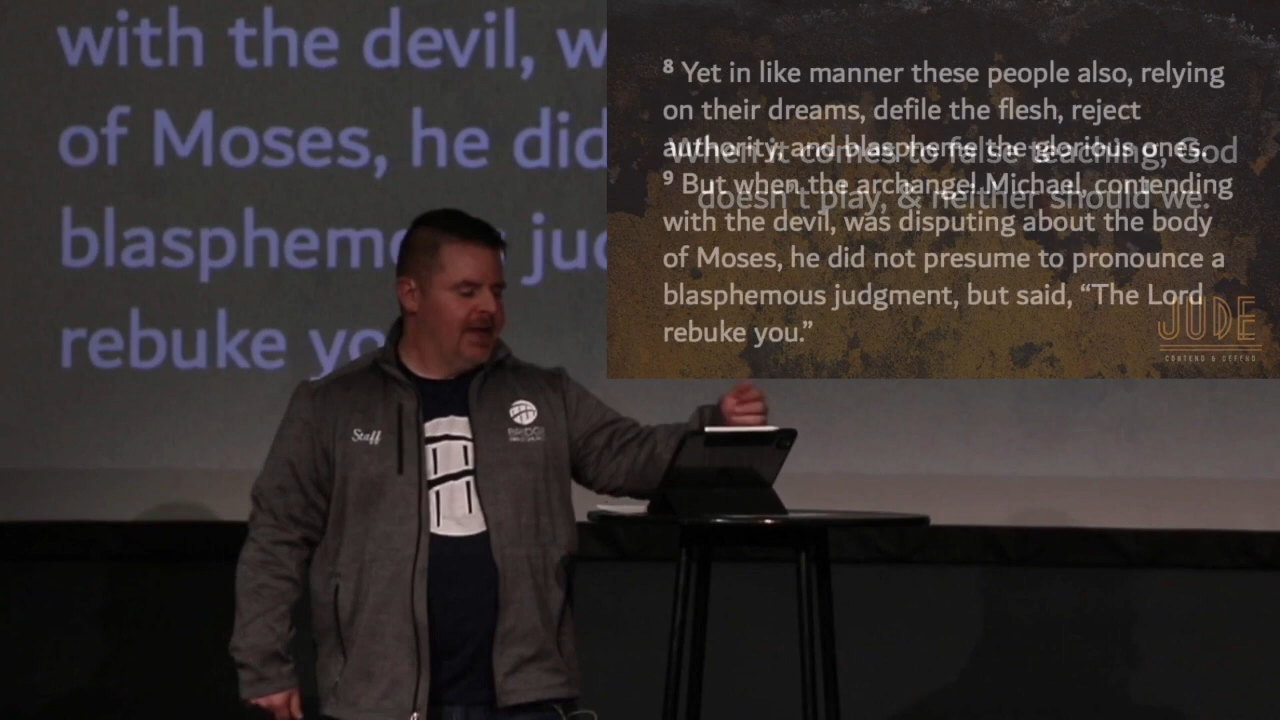 with the devil, w
of Moses, he did
blasphemous jud
rebuke yo
8 Yet in like manner these people also, relying
on their dreams, defile the flesh, reject
authority, and blaspheme the glorious ones.
When it comes to false teaching, God
9 But when the archangel Michael, contending
doesn't play, & neither should we.
with the devil, was disputing about the body
of Moses, he did not presume to pronounce a
blasphemous judgment, but said, “The Lord
rebuke you.”
JUDE
CONTEND & DEFEND
Staff
BRIDGE